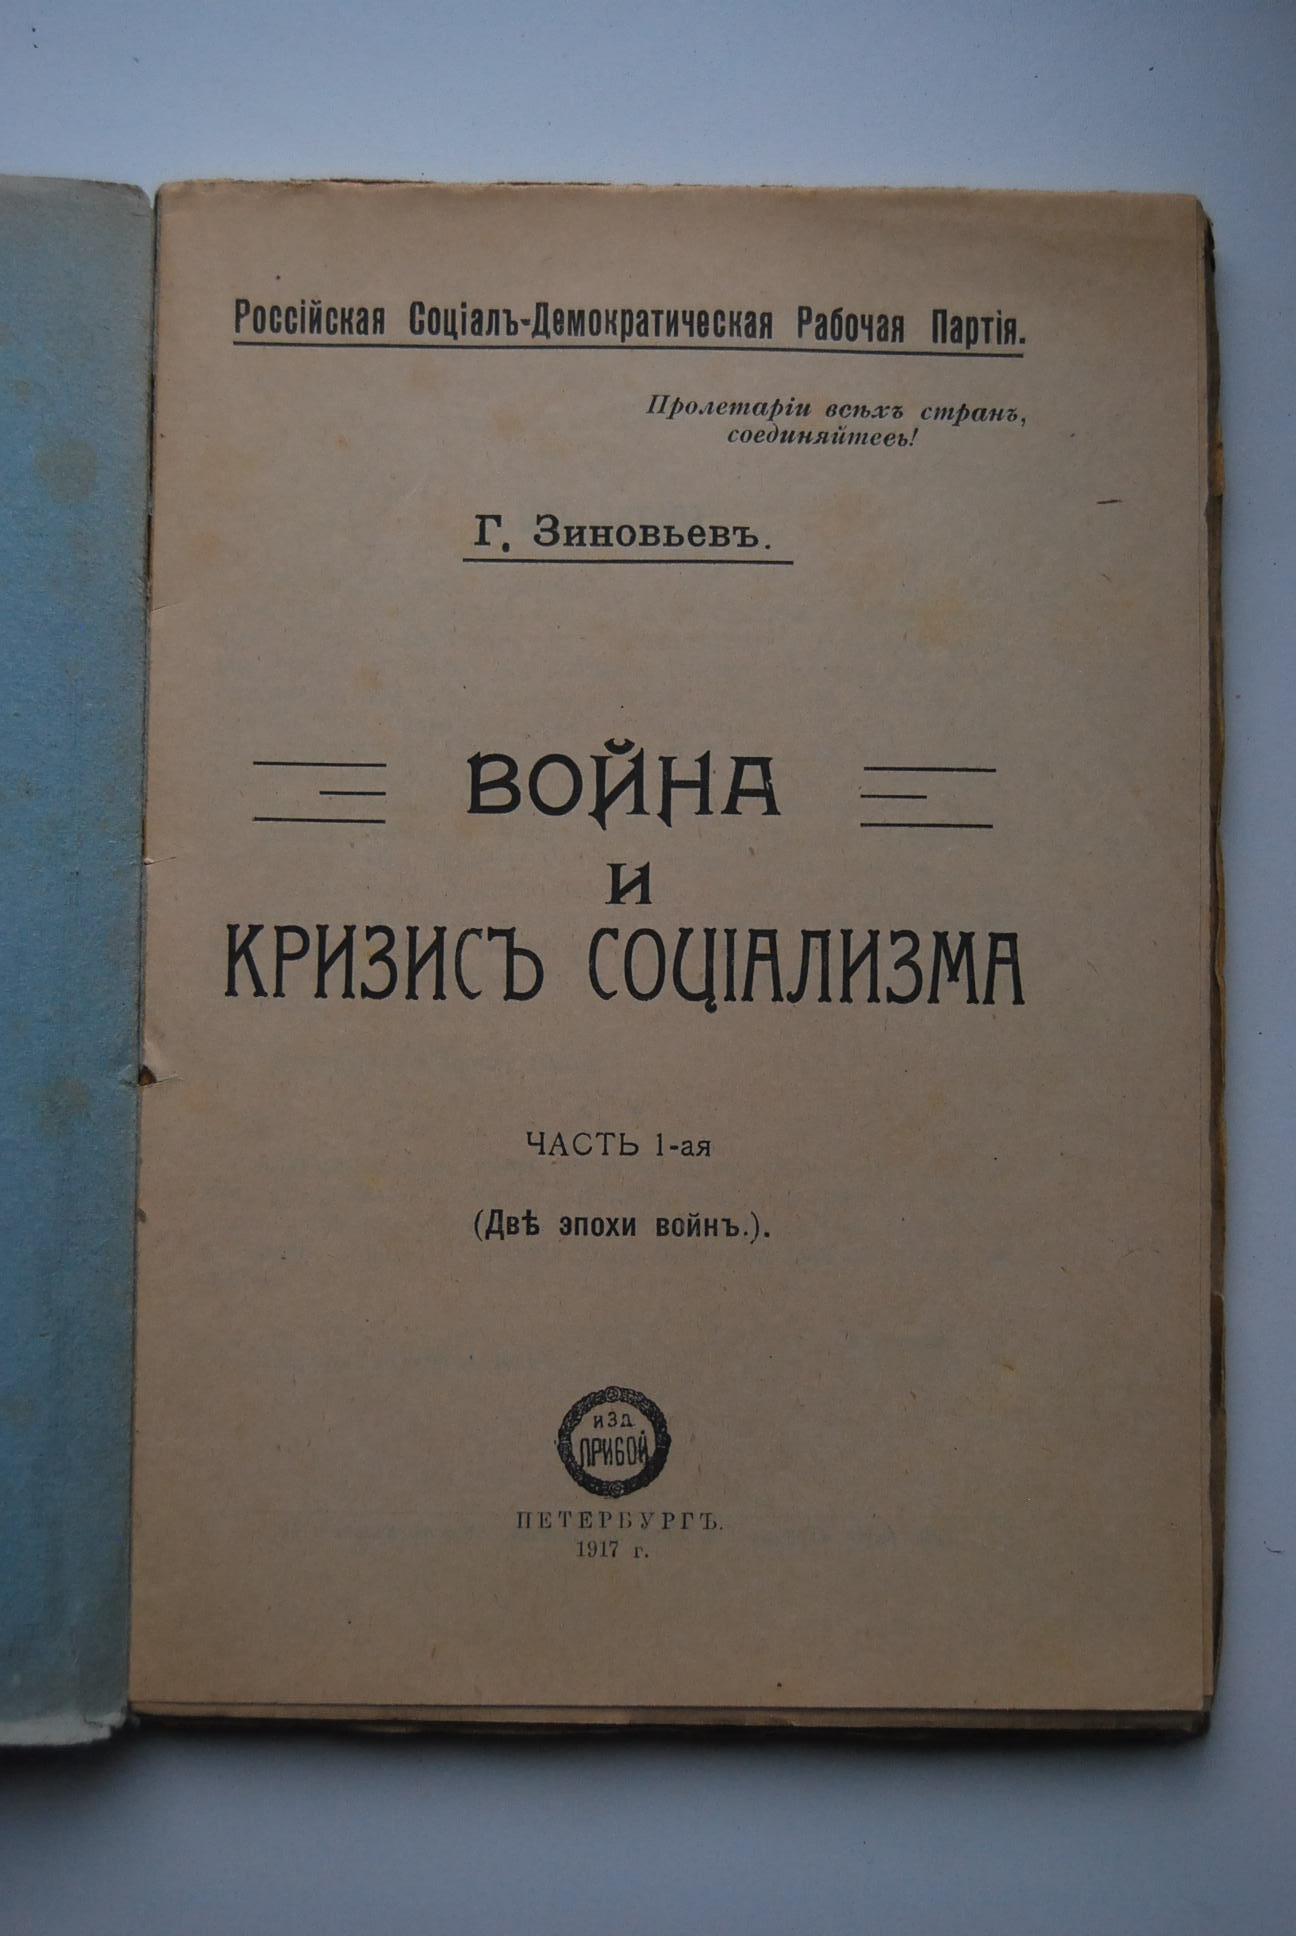 Россійская Соціалъ-Демократическая Рабочая Партія.
Пролетаріи всѣхъ странъ,
соединяйтесь!
Г. Зиновьевъ.
ВОЙНА
и
КРИЗИСЪ СОЦІАЛИЗМА
ЧАСТЬ 1-ая
(Двѣ эпохи войнъ.).
ИЗД.
ПРИБОЙ
ПЕТЕРБУРГЪ.
1917 г.